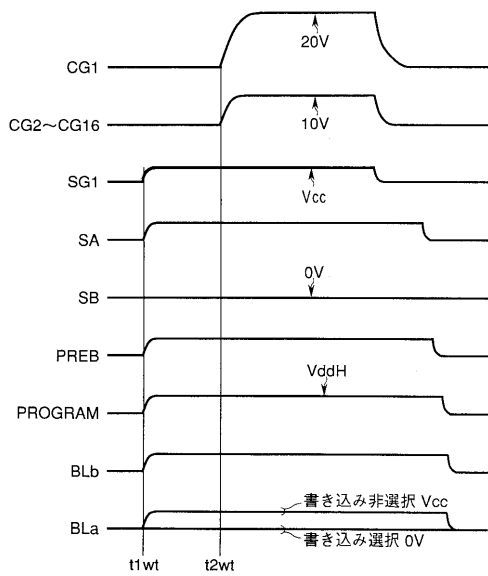 20V
CG1
10V
CG2～CG16
SG1
Vcc
SA
0V
SB
PREB
VddH
PROGRAM
BLb
書き込み非選択 Vcc
BLa
書き込み選択 0V
t1wt
t2wt